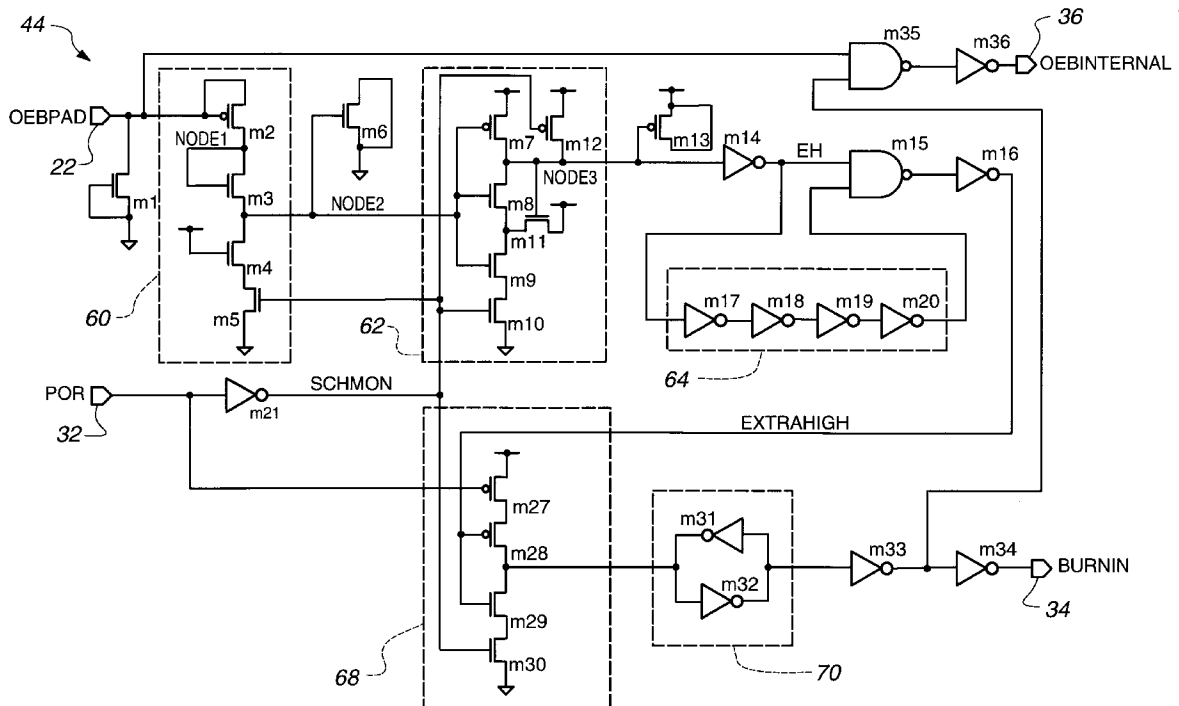 44
36
m35
m36
OEBINTERNAL
OEBPAD
22
m2
NODE1
m1
m3
m4
m5
60
m6
NODE2
m7
m12
NODE3
m8
m11
m9
m10
62
m13
m14
EH
m15
m16
m17
m18
m19
m20
64
POR
32
m21
SCHMON
EXTRAHIGH
m27
m28
m29
m30
68
m31
m32
70
m33
m34
BURNIN
34